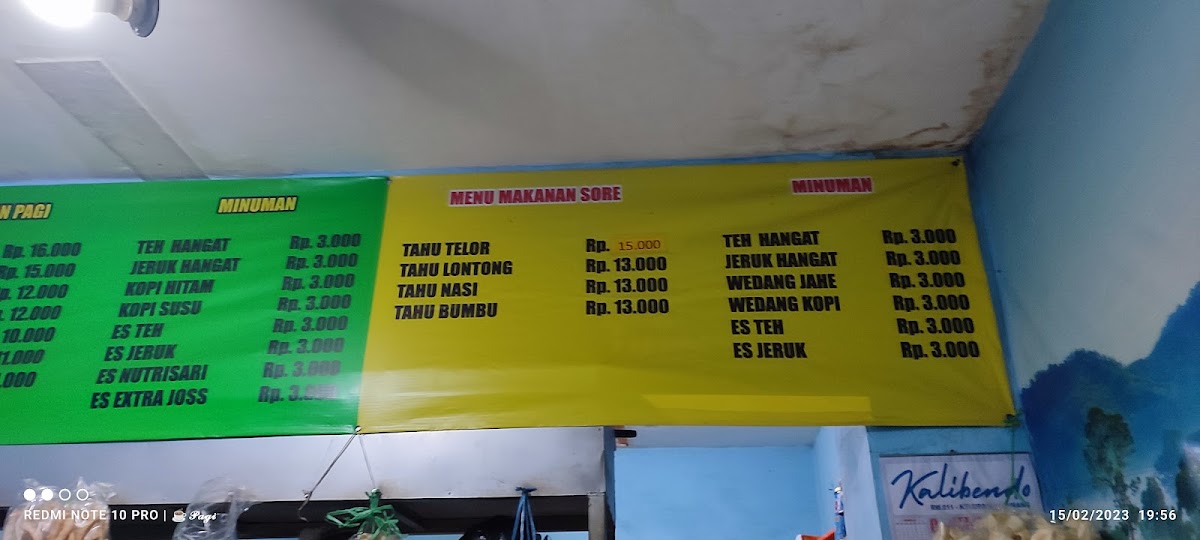 N PAGI
Rp. 16.000
Rp. 15.000
p. 12.000
. 12.000
10.000
1.000
.000
MINUMAN
TEH HANGAT Rp. 3.000
JERUK HANGAT Rp. 3.000
KOPI HITAM Rp. 3.000
KOPI SUSU Rp. 3.000
ES TEH Rp. 3.000
ES JERUK Rp. 3.000
ES NUTRISARI Rp. 3.000
ES EXTRA JOSS Rp. 3.000
MENU MAKANAN SORE
TAHU TELOR Rp. 15.000
TAHU LONTONG Rp. 13.000
TAHU NASI Rp. 13.000
TAHU BUMBU Rp. 13.000
MINUMAN
TEH HANGAT Rp. 3.000
JERUK HANGAT Rp. 3.000
WEDANG JAHE Rp. 3.000
WEDANG KOPI Rp. 3.000
ES TEH Rp. 3.000
ES JERUK Rp. 3.000
Kalibendo
REDMI NOTE 10 PRO | ☕ Pagi
15/02/2023 19:56